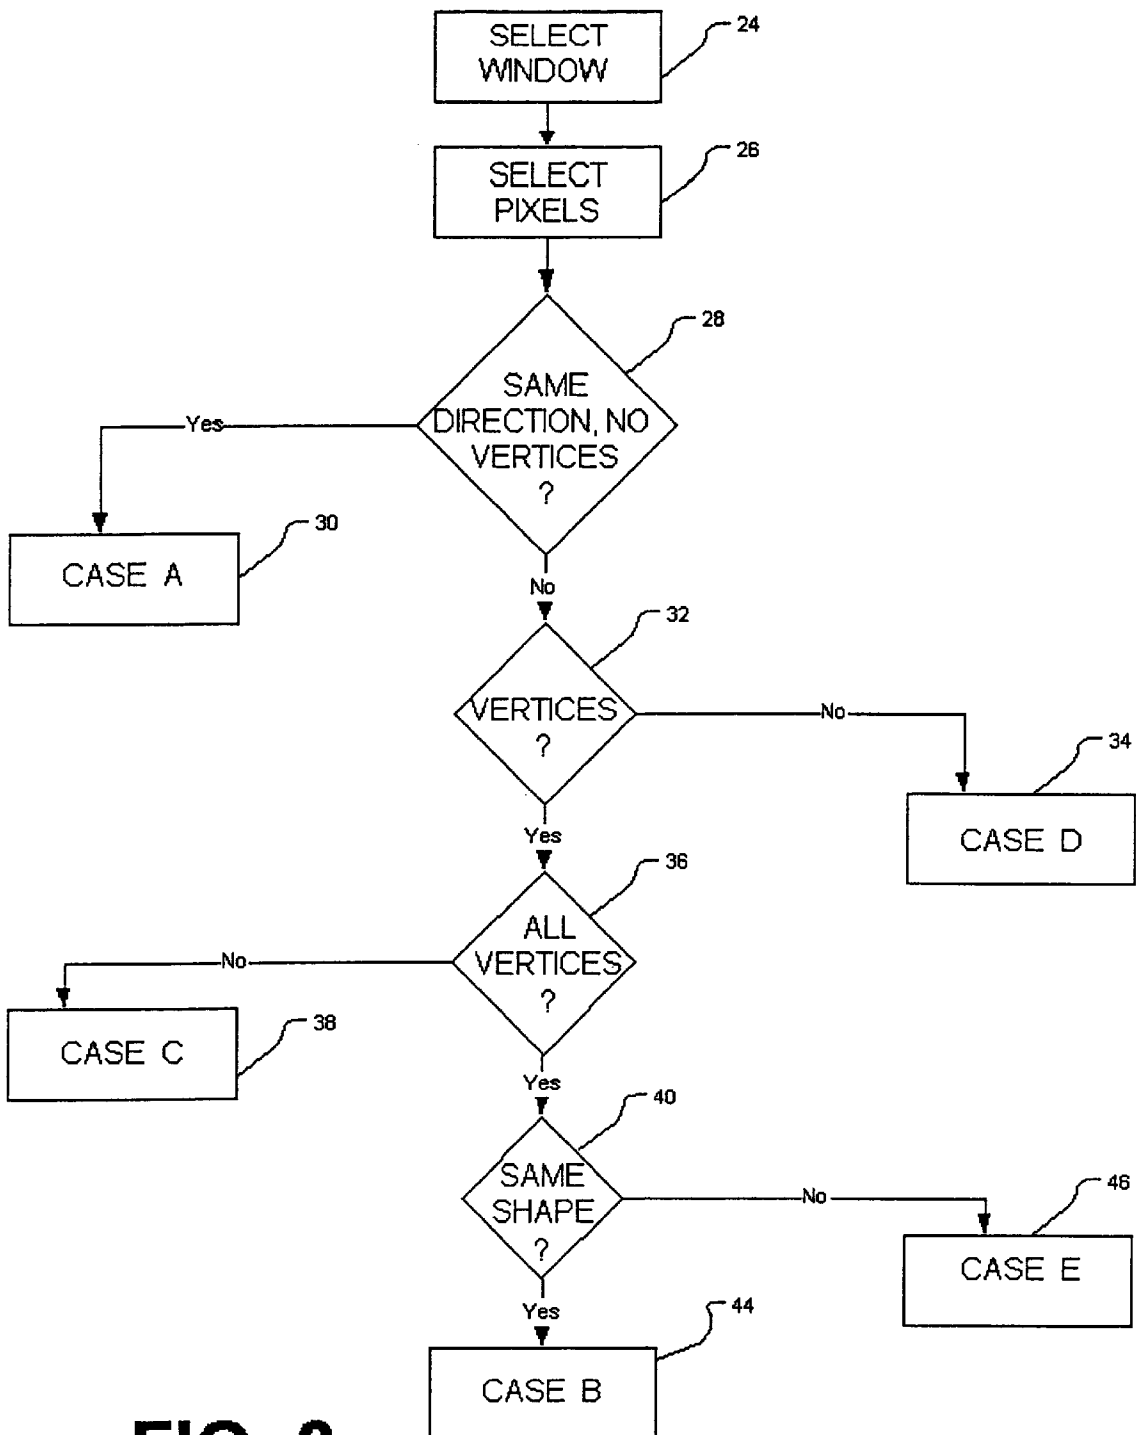 SELECT
WINDOW
24
SELECT
PIXELS
26
SAME
DIRECTION, NO
VERTICES
?
28
Yes
CASE A
30
No
VERTICES
?
32
No
CASE D
34
Yes
ALL
VERTICES
?
36
No
CASE C
38
Yes
SAME
SHAPE
?
40
No
CASE E
46
Yes
CASE B
44
FIG.